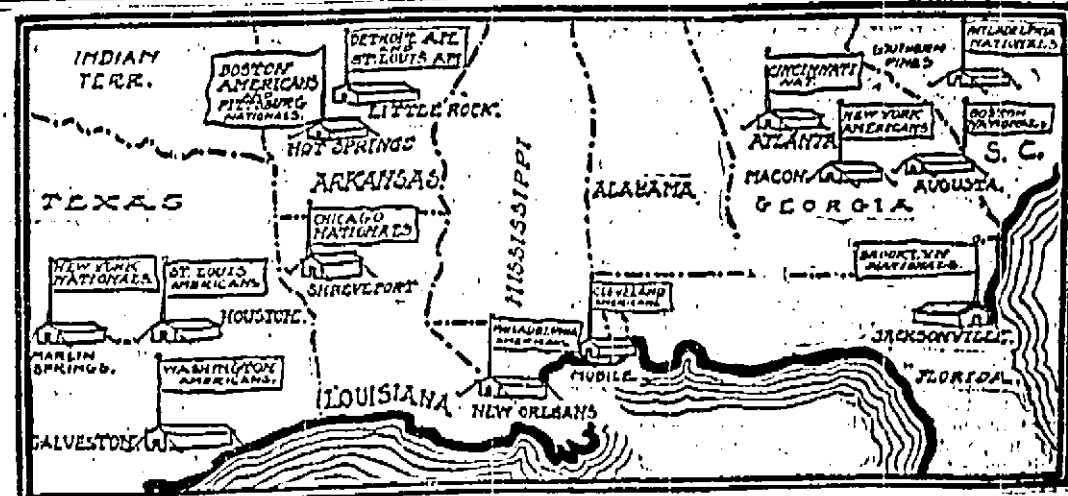 INDIAN
TERR.
BOSTON
AMERICANS
AND
PITTSBURG
NATIONALS.
HOT SPRINGS
DETROIT AM.
AND
ST. LOUIS AM
LITTLE ROCK.
ARKANSAS.
MISSISSIPPI
ALABAMA
CINCINNATI
NAT.
ATLANTA
SOUTHERN
PINES
PHILADELPHIA
NATIONALS
NEW YORK
AMERICANS
MACON.
BOSTON
NATIONALS.
AUGUSTA.
S. C.
GEORGIA
TEXAS
CHICAGO
NATIONALS
SHREVEPORT
NEW YORK
NATIONALS.
MARLIN
SPRINGS.
ST. LOUIS
AMERICANS
HOUSTON.
WASHINGTON
AMERICANS.
GALVESTON.
LOUISIANA
PHILADELPHIA
AMERICANS.
NEW ORLEANS
CLEVELAND
AMERICANS.
MOBILE.
BROOKLYN
NATIONALS.
JACKSONVILLE.
FLORIDA.